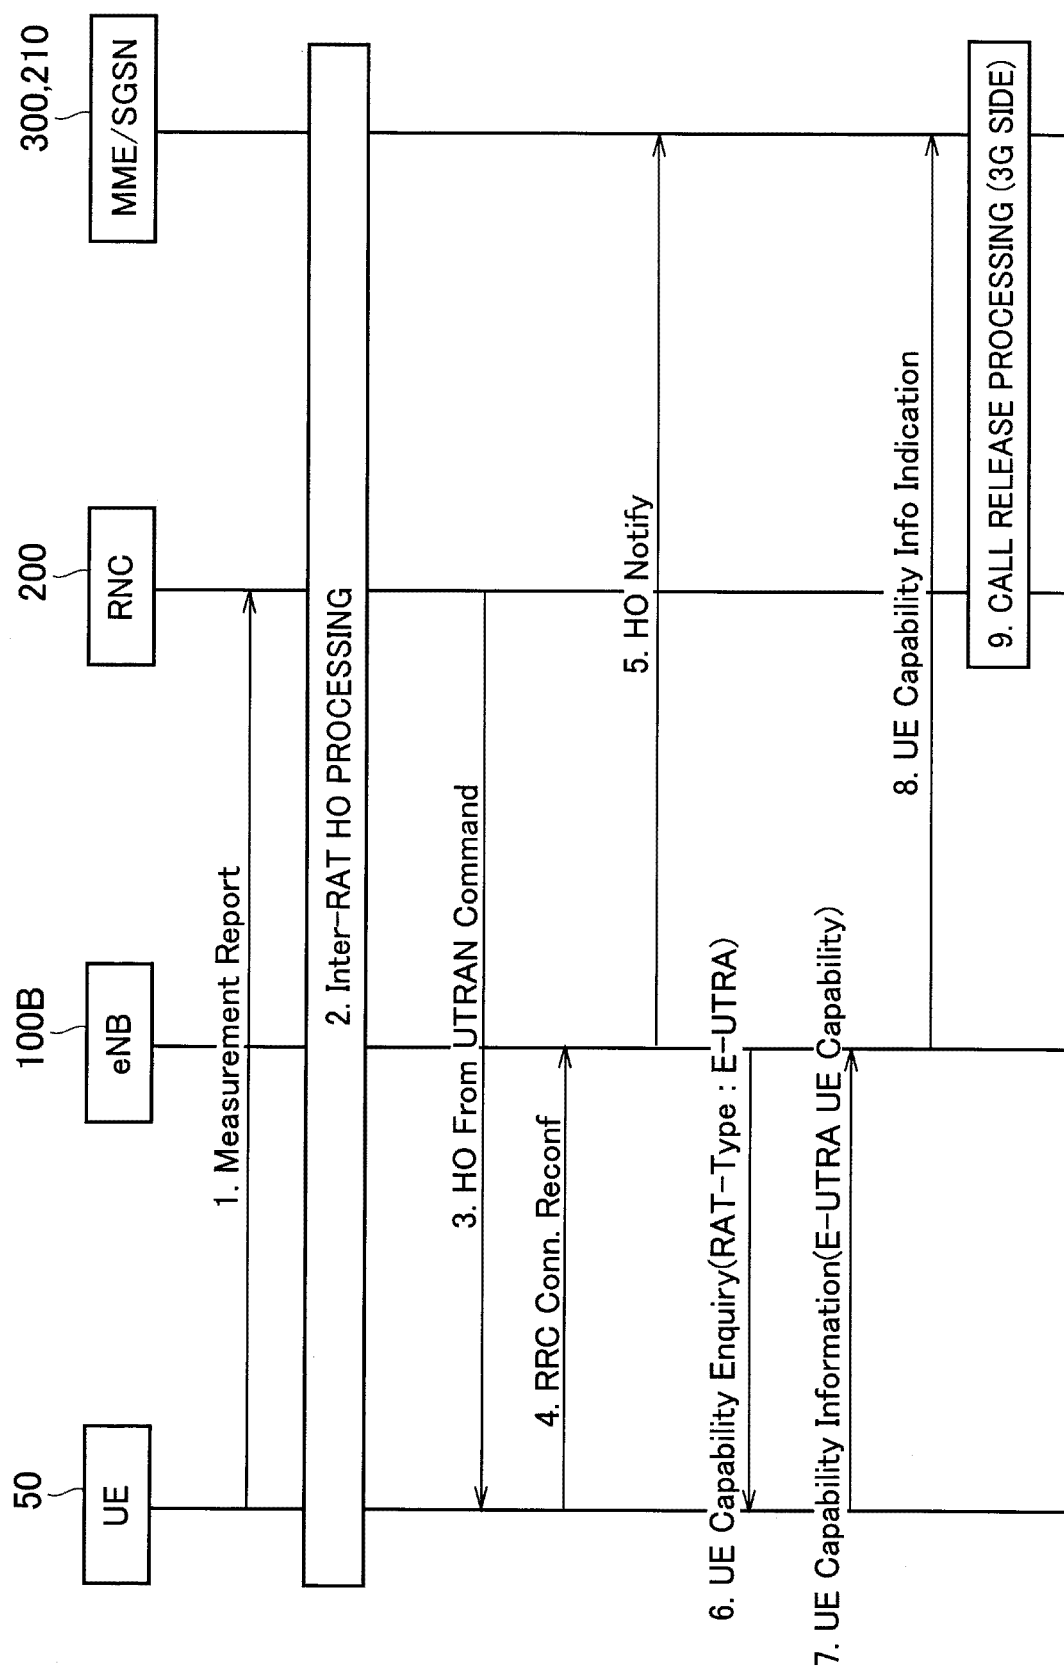 50
100B
200
300,210
UE
eNB
RNC
MME/SGSN
1. Measurement Report
2. Inter-RAT HO PROCESSING
3. HO From UTRAN Command
4. RRC Conn. Reconf
5. HO Notify
6. UE Capability Enquiry(RAT-Type : E-UTRA)
7. UE Capability Information(E-UTRA UE Capability)
8. UE Capability Info Indication
9. CALL RELEASE PROCESSING (3G SIDE)